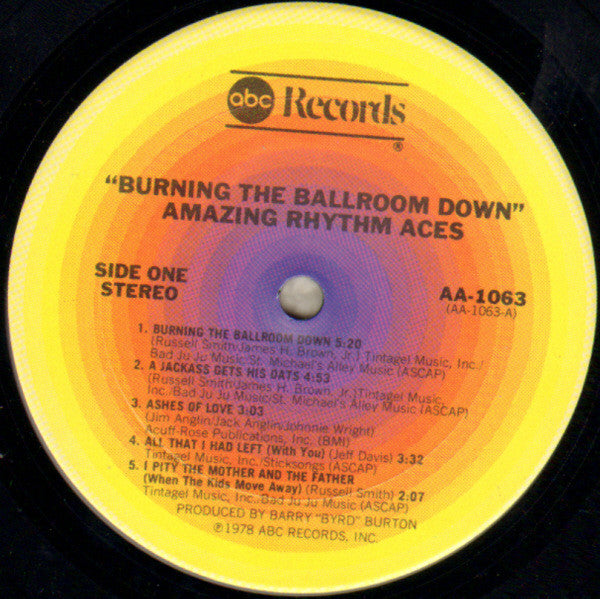 abc Records®
"BURNING THE BALLROOM DOWN"
AMAZING RHYTHM ACES
SIDE ONE
STEREO
AA-1063
(AA-1063-A)
1. BURNING THE BALLROOM DOWN 5:20
(Russell Smith/James H. Brown, Jr.) Tintagel Music, Inc./
Bad Ju Ju Music/St. Michael's Alley Music (ASCAP)
2. A JACKASS GETS HIS OATS 4:53
(Russell Smith/James H. Brown, Jr.)Tintagel Music,
Inc./Bad Ju Ju Music/St. Michael's Alley Music (ASCAP)
3. ASHES OF LOVE 3:03
(Jim Anglin/Jack Anglin/Johnnie Wright)
Acuff-Rose Publications, Inc. (BMI)
4. ALL THAT I HAD LEFT (With You) (Jeff Davis) 3:32
Tintagel Music, Inc./Sticksongs (ASCAP)
5. I PITY THE MOTHER AND THE FATHER
(When The Kids Move Away) (Russell Smith) 2:07
Tintagel Music, Inc./Bad Ju Ju Music (ASCAP)
PRODUCED BY BARRY "BYRD" BURTON
℗1978 ABC RECORDS, INC.